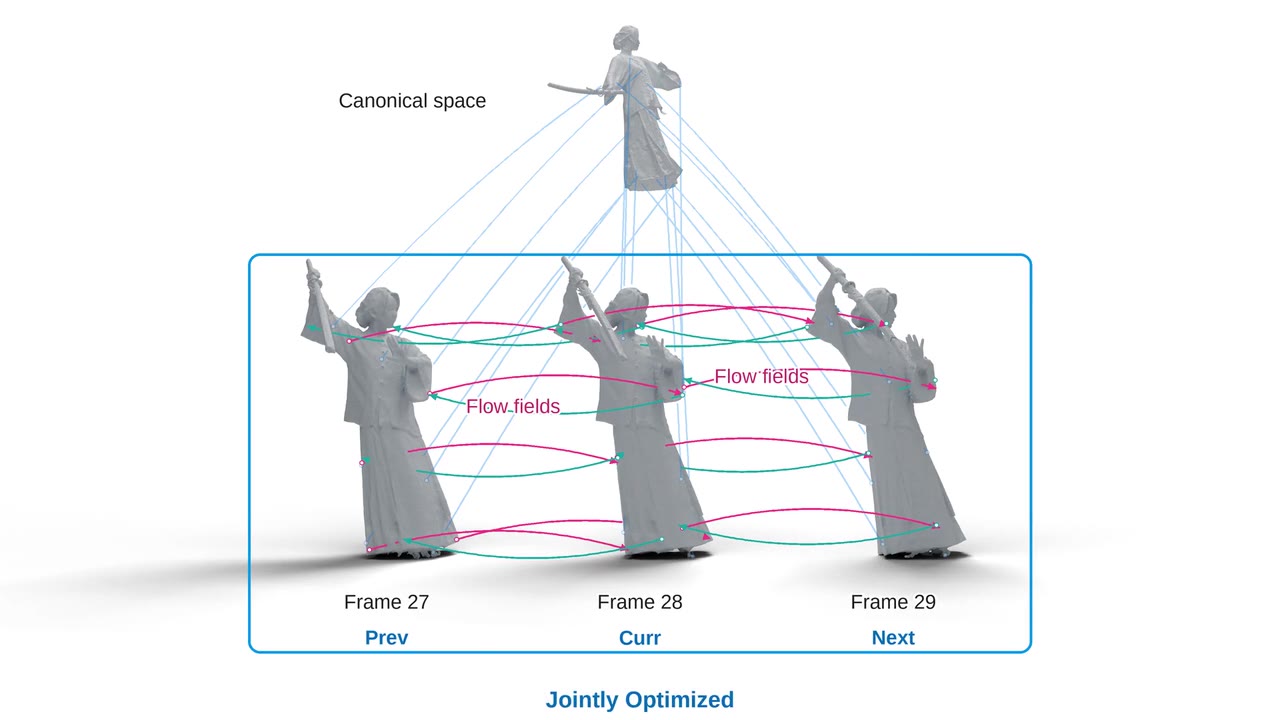 Canonical space
Flow fields
Flow fields
Frame 27
Frame 28
Frame 29
Prev
Curr
Next
Jointly Optimized